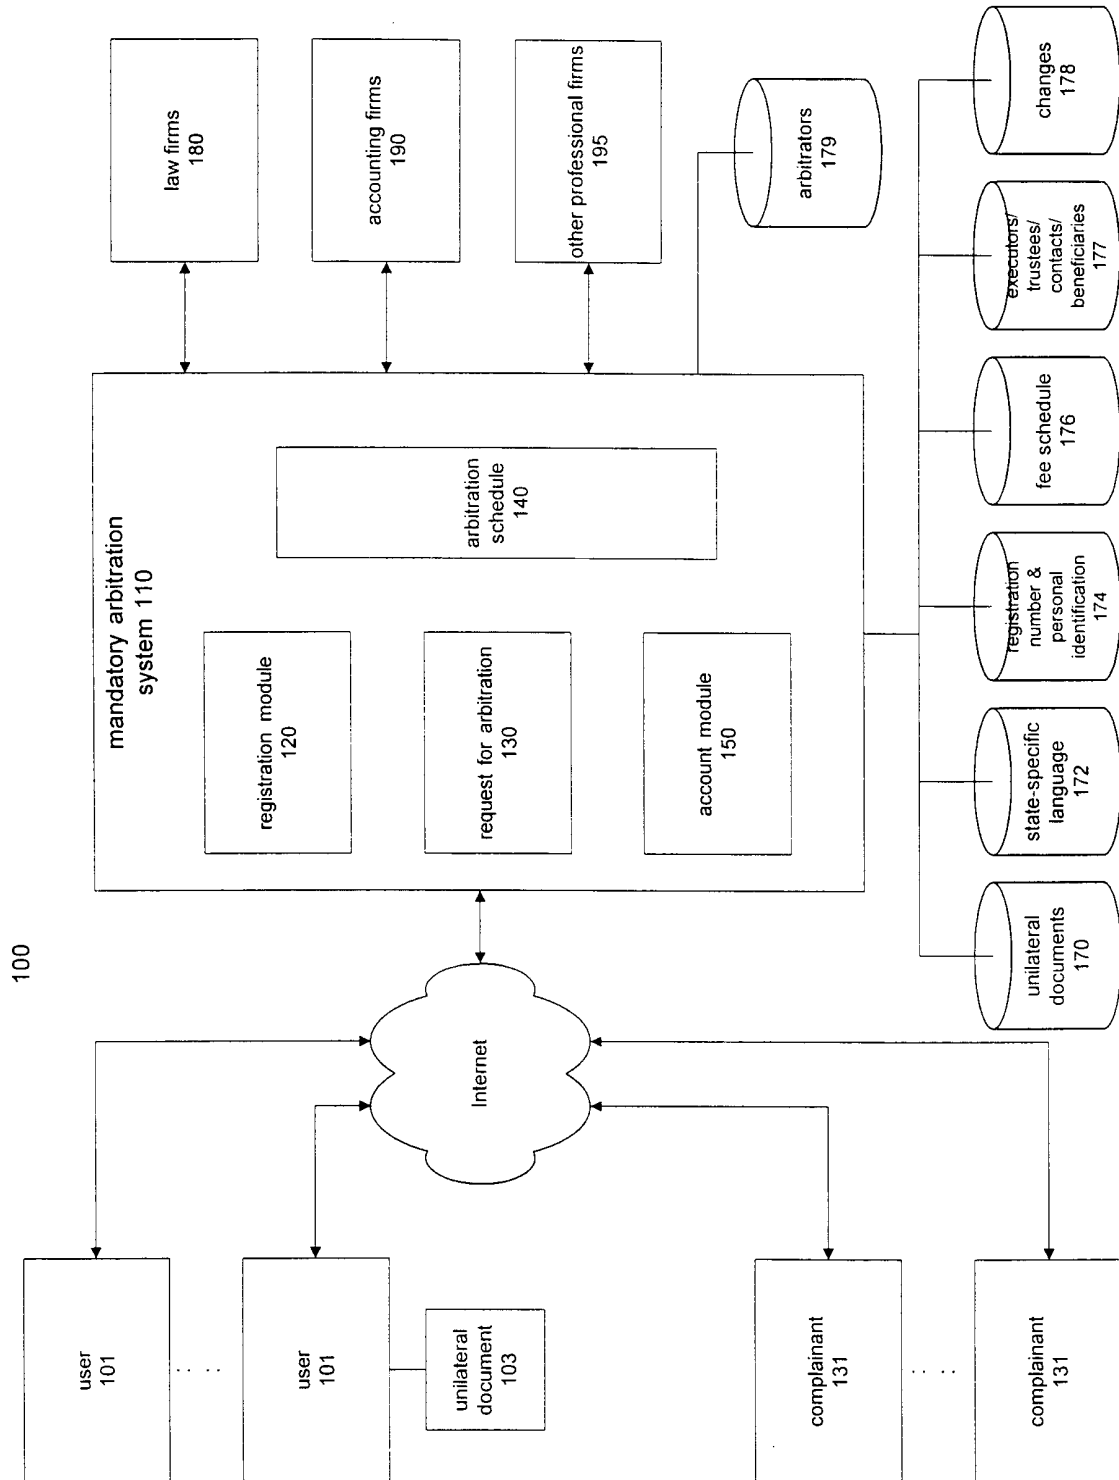 100
user
101
user
101
unilateral
document
103
complainant
131
complainant
131
Internet
mandatory arbitration
system 110
registration module
120
request for arbitration
130
account module
150
arbitration
schedule
140
law firms
180
accounting firms
190
other professional firms
195
arbitrators
179
unilateral
documents
170
state-specific
language
172
registration
number &
personal
identification
174
fee schedule
176
executors/
trustees/
contacts/
beneficiaries
177
changes
178